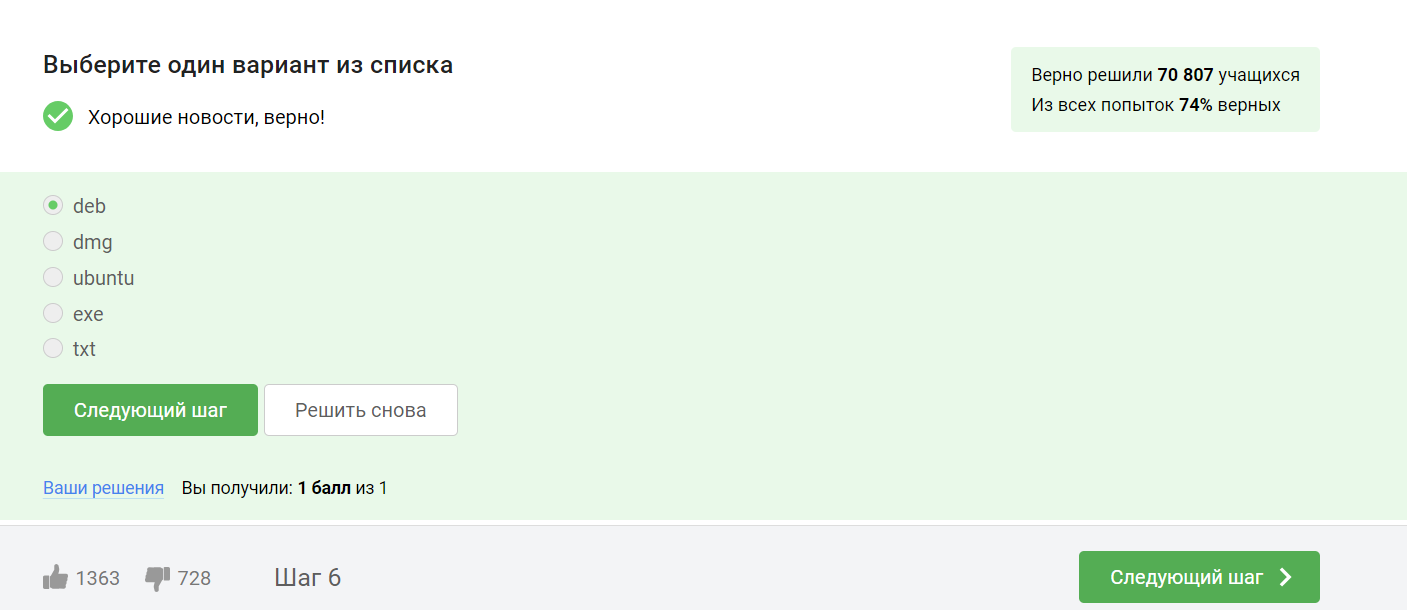 Выберите один вариант из списка
Верно решили 70 807 учащихся
Из всех попыток 74% верных
Хорошие новости, верно!
deb
dmg
ubuntu
exe
txt
Следующий шаг
Решить снова
Ваши решения Вы получили: 1 балл из 1
1363 728 Шаг 6
Следующий шаг